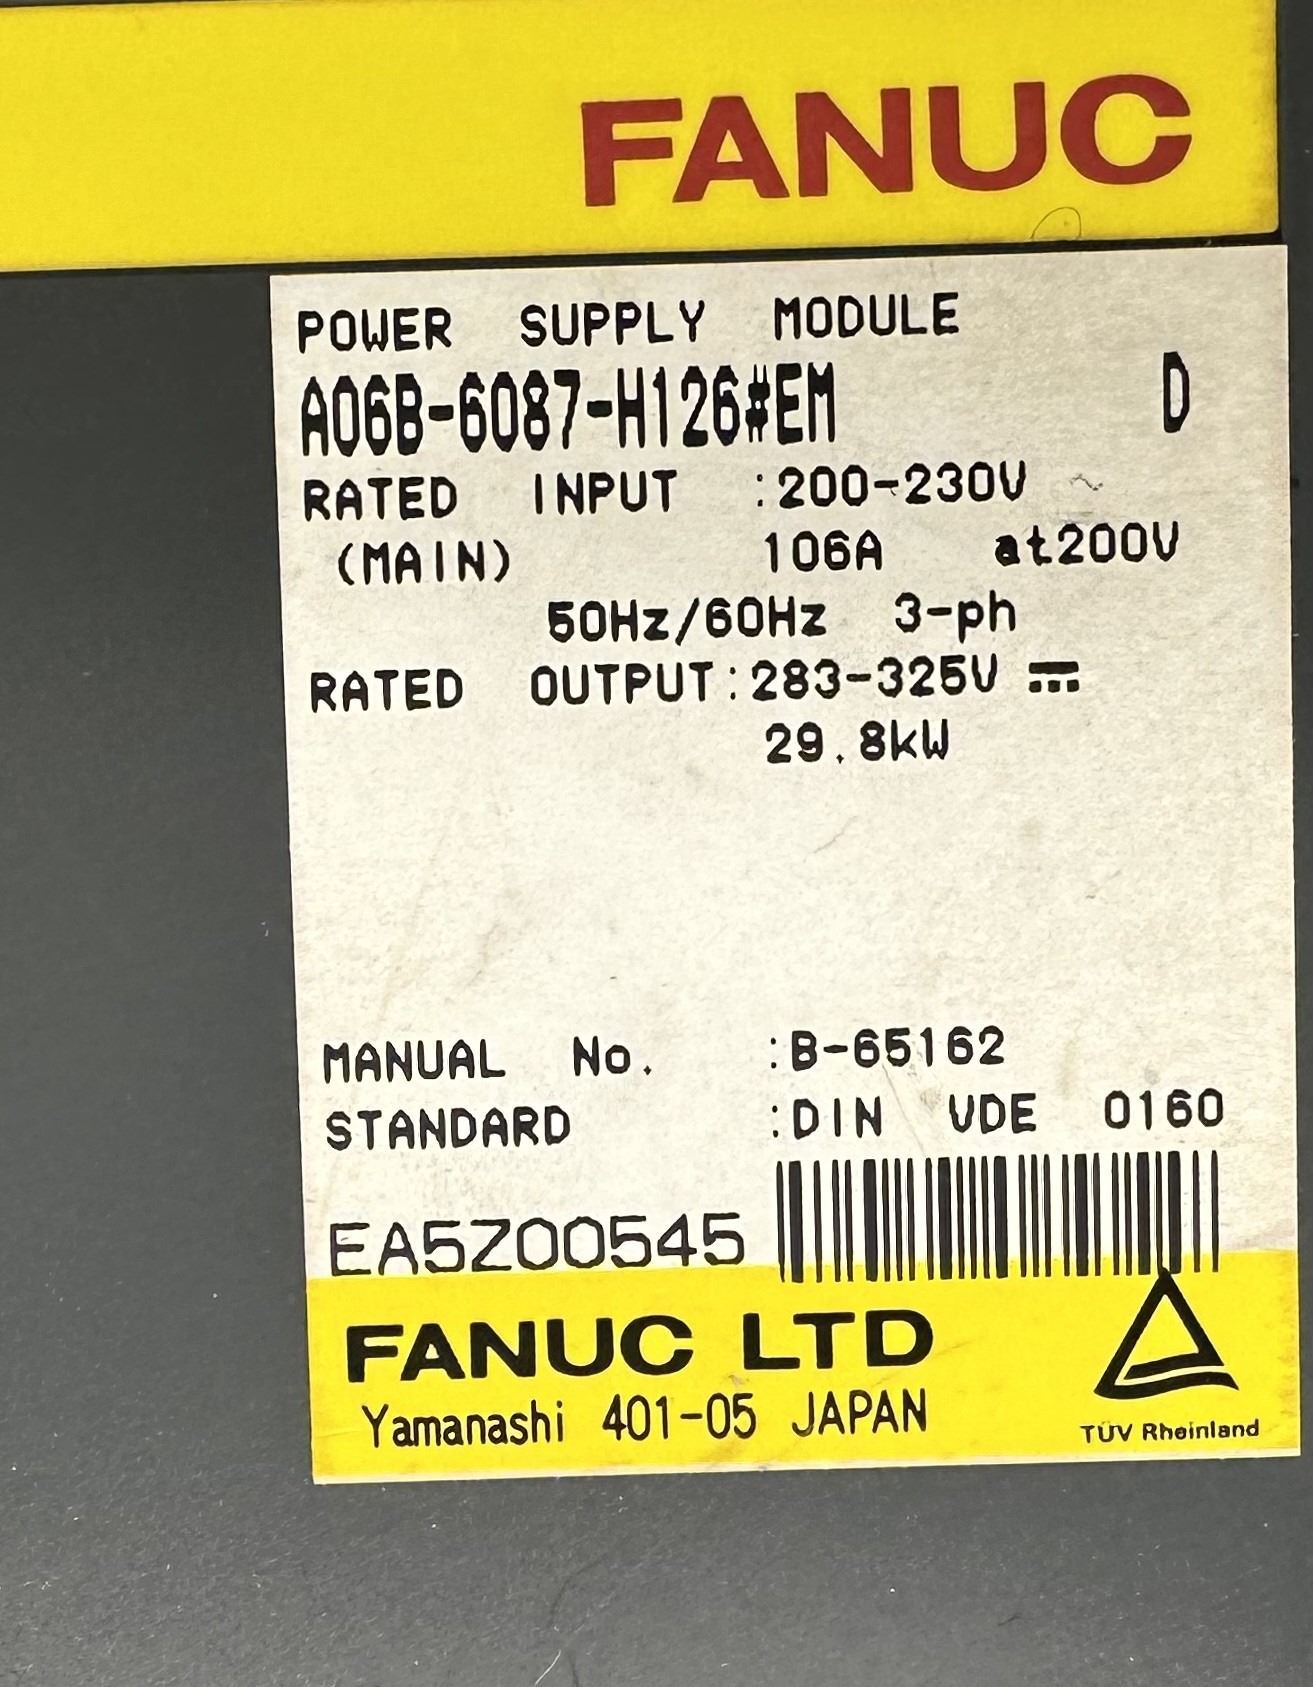 FANUC
POWER SUPPLY MODULE
A06B-6087-H126#EM D
RATED INPUT :200-230V ~
(MAIN) 106A at200V
50Hz/60Hz 3-ph
RATED OUTPUT:283-325V ⎓
29.8kW
MANUAL No. :B-65162
STANDARD :DIN VDE 0160
EA5Z00545
FANUC LTD
Yamanashi 401-05 JAPAN
TÜV Rheinland